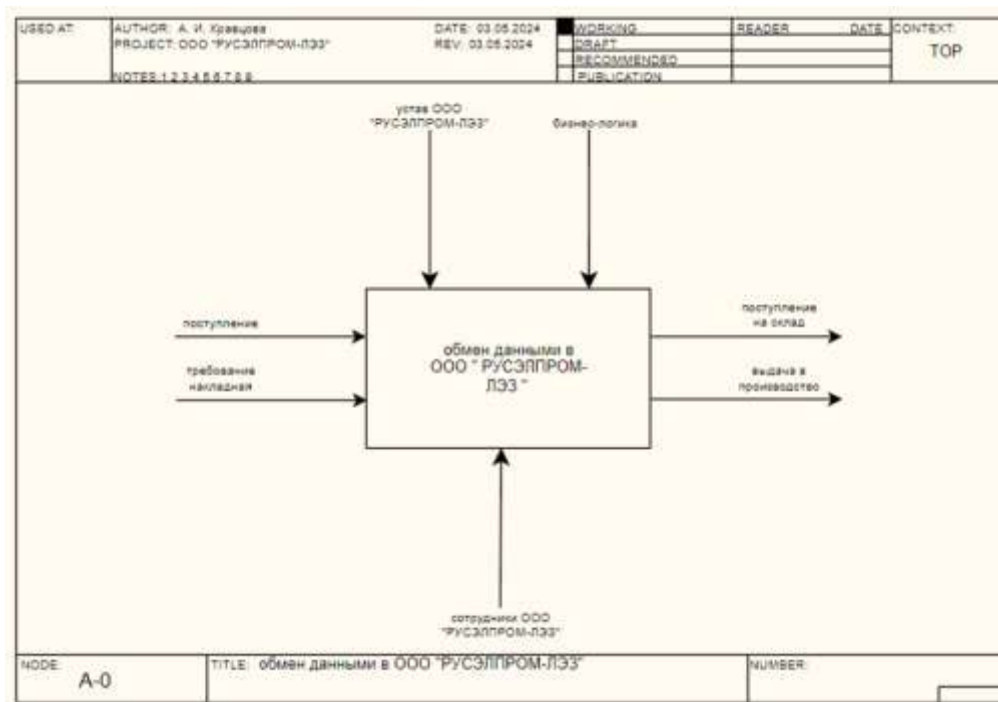 USED AT:
AUTHOR: А. И. Кравцова
DATE: 03.05.2024
PROJECT: ООО "РУСЭЛПРОМ-ЛЭЗ"
REV: 03.05.2024
NOTES 1 2 3 4 5 6 7 8 9
WORKING
DRAFT
RECOMMENDED
PUBLICATION
READER
DATE
CONTEXT:
TOP
устав ООО
"РУСЭЛПРОМ-ЛЭЗ"
бизнес-логика
поступление
требование
накладная
обмен данными в
ООО " РУСЭЛПРОМ-
ЛЭЗ "
поступление
на склад
выдача в
производство
сотрудники ООО
"РУСЭЛПРОМ-ЛЭЗ"
NODE:
A-0
TITLE: обмен данными в ООО "РУСЭЛПРОМ-ЛЭЗ"
NUMBER: